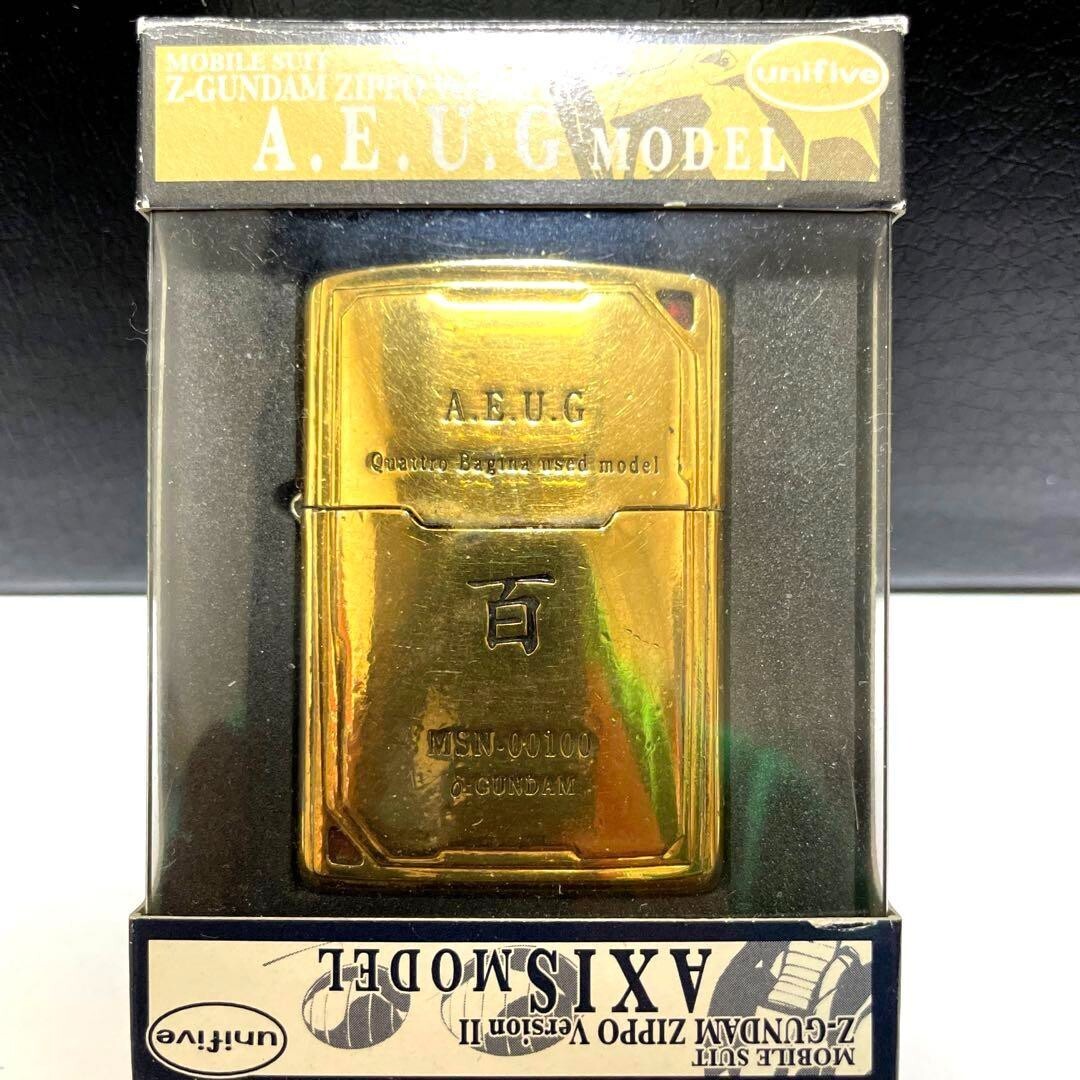 MOBILE SUIT
Z-GUNDAM ZIPPO
unifive
A.E.U.G MODEL
A.E.U.G
Quattro Bagina used model
百
MSN-00100
δ-GUNDAM
AXIS MODEL
Z-GUNDAM ZIPPO Version II
MOBILE SUIT
unifive